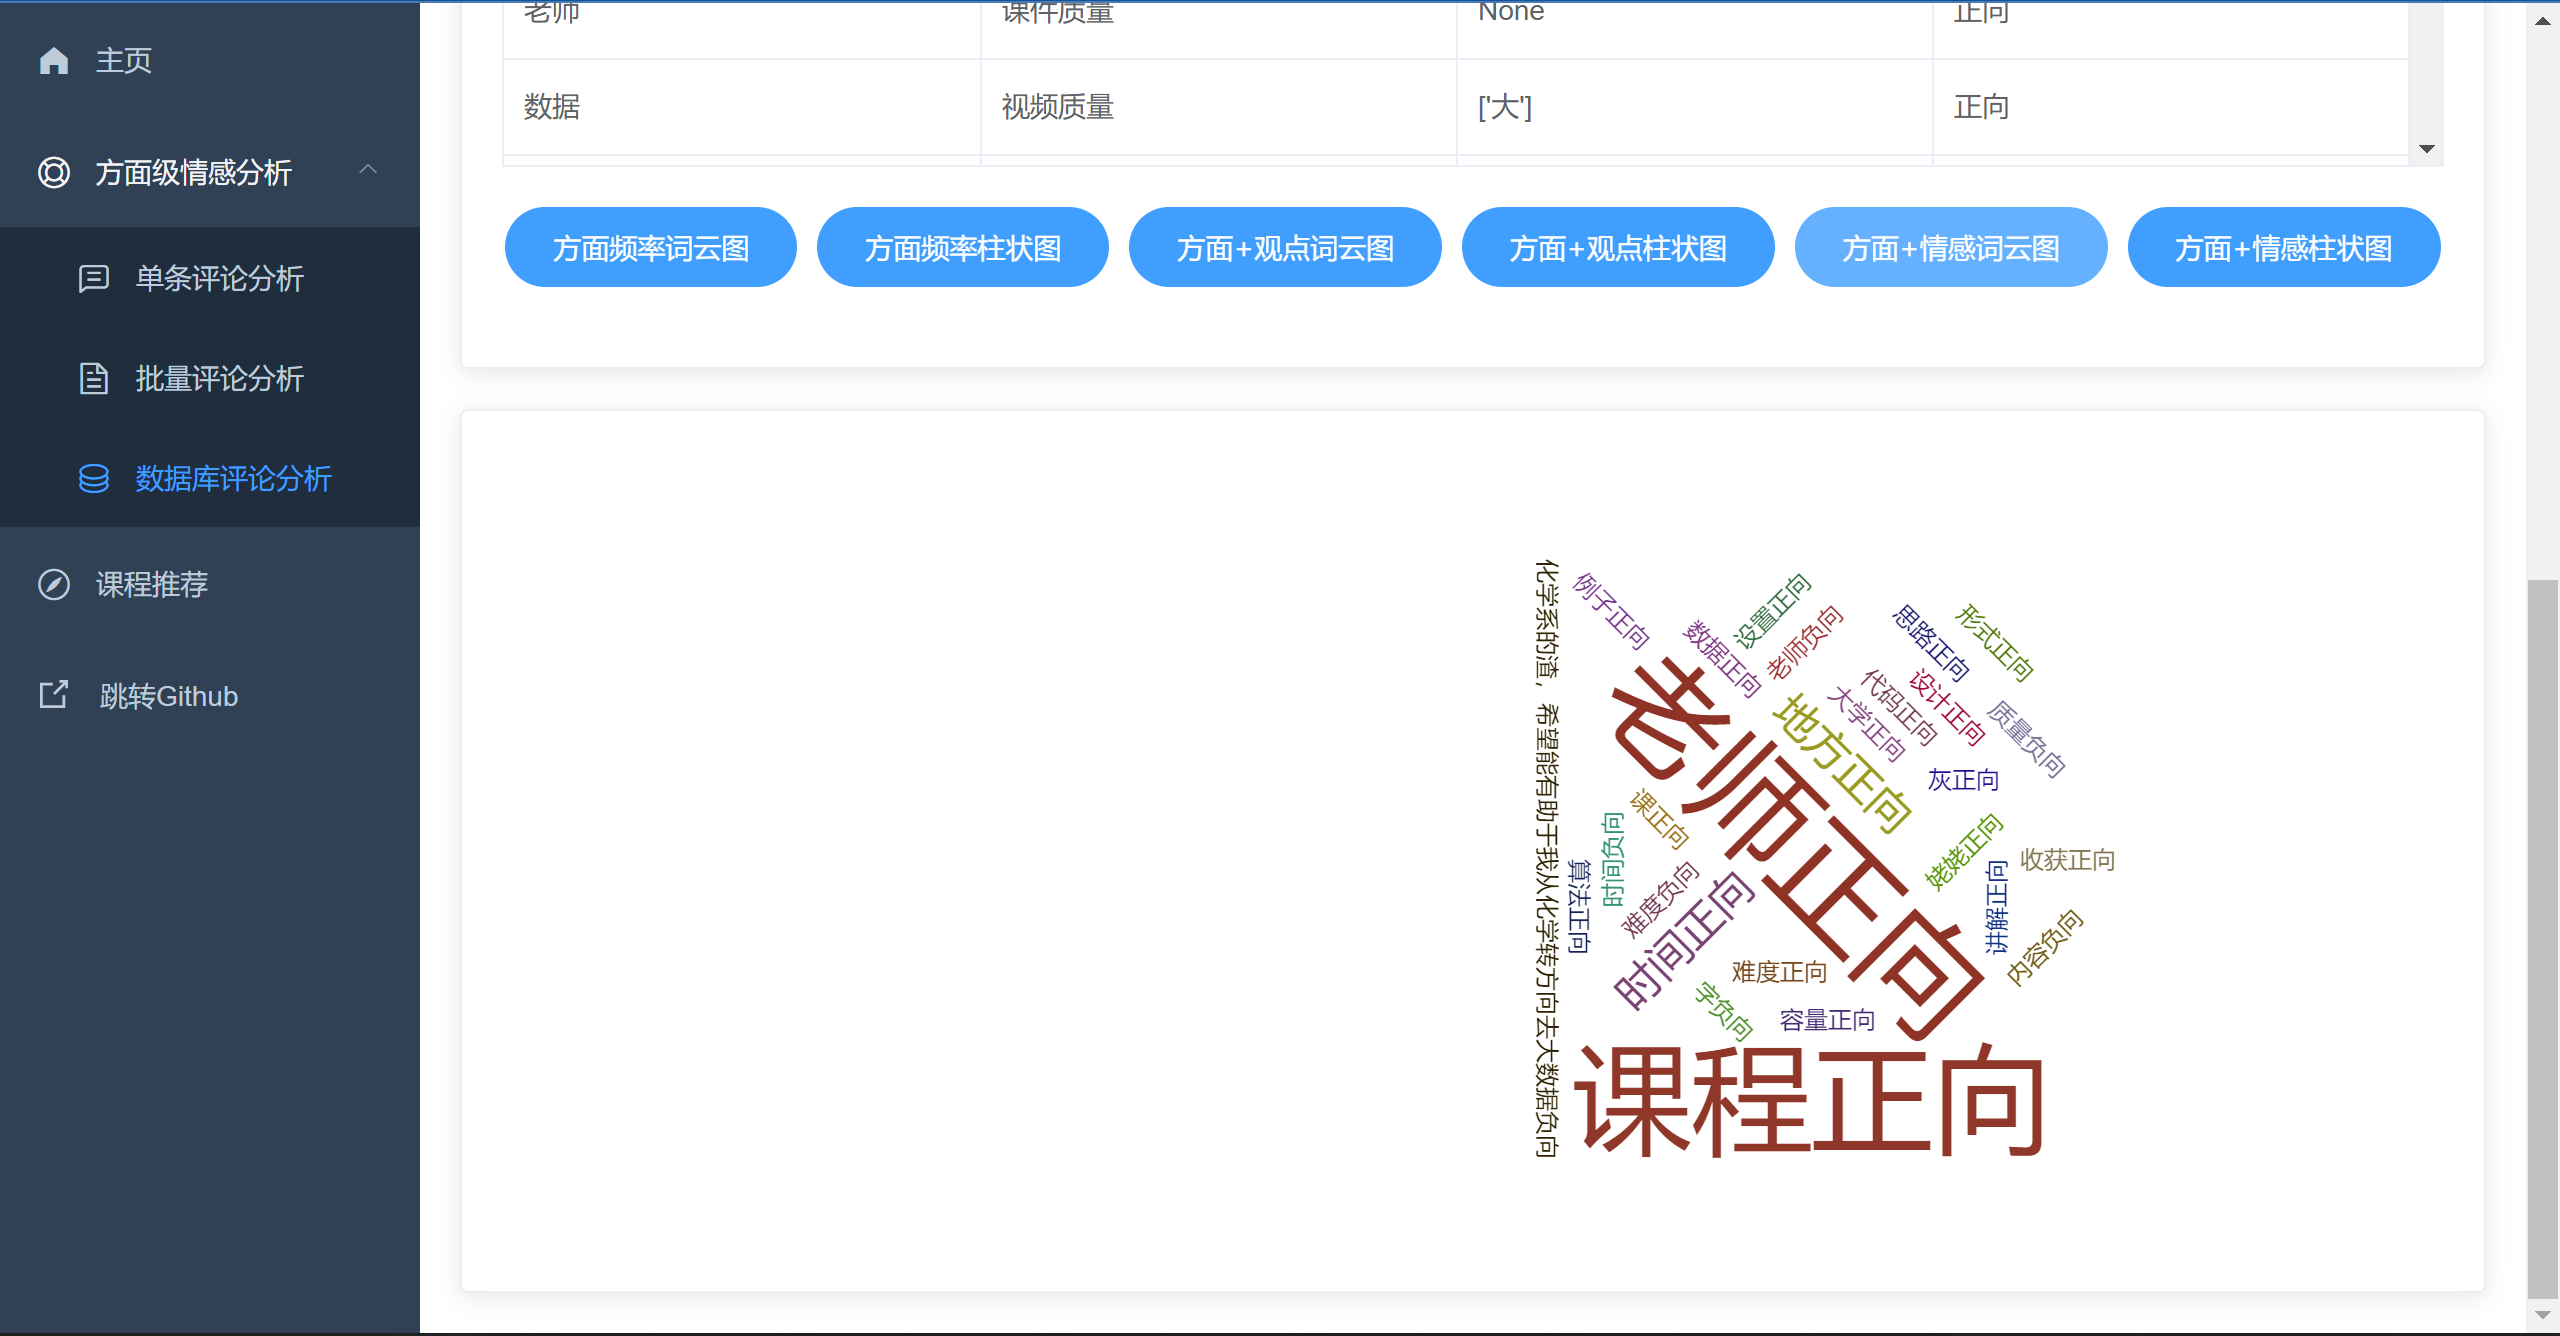 主页
方面级情感分析
单条评论分析
批量评论分析
数据库评论分析
课程推荐
跳转Github
老师 课件质量 None 正向
数据 视频质量 ['大'] 正向
方面频率词云图 方面频率柱状图 方面+观点词云图 方面+观点柱状图 方面+情感词云图 方面+情感柱状图
化学系的渣，希望能有助于我从化学转方向去大数据负向
例子正向
数据正向
设置正向
老师负向
思路正向
形式正向
代码正向
设计正向
大学正向
质量负向
老师正向
地方正向
灰正向
课正向
时间负向
算法正向
难度负向
时间正向
姥姥正向
收获正向
讲解正向
内容负向
难度正向
学负向
容量正向
课程正向